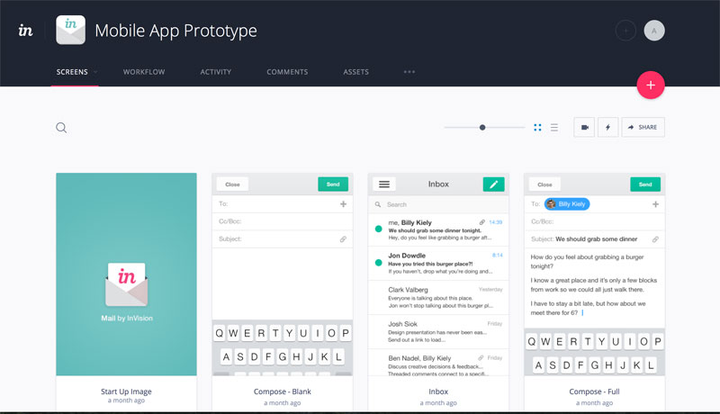 in
in
Mobile App Prototype
A
SCREENS
WORKFLOW
ACTIVITY
COMMENTS
ASSETS
SHARE
in
Mail by InVision
Start Up Image
a month ago
Close
Send
To:
Cc/Bcc:
Subject:
Q W E R T Y U I O P
A S D F G H J K L
Compose - Blank
a month ago
Inbox
Search
me, Billy Kiely
14:39
We should grab some dinner tonight.
Hey, do you feel like grabbing a burger aft...
Jon Dowdle
8:14
Have you tried this burger place?!
If you haven't, drop what you're doing and...
Clark Valberg
Yesterday
Everyone is talking about this place.
Jon won't stop talking about this burger pl...
Josh Siok
Friday
Design presentation has never been eas...
Send out a link to load...
Ben Nadel, Billy Kiely
Friday
Discuss creative decisions & feedback...
Threaded comments connect to a specifi...
Inbox
a month ago
Close
Send
To:
Billy Kiely
Cc/Bcc:
Subject: We should grab some dinner
How do you feel about grabbing a burger
tonight?
I know a great place and it's only a few blocks
from work so we could all just walk there.
I have to stay a bit late, but how about we
meet there for 6?
Q W E R T Y U I O P
A S D F G H J K L
Compose - Full
a month ago